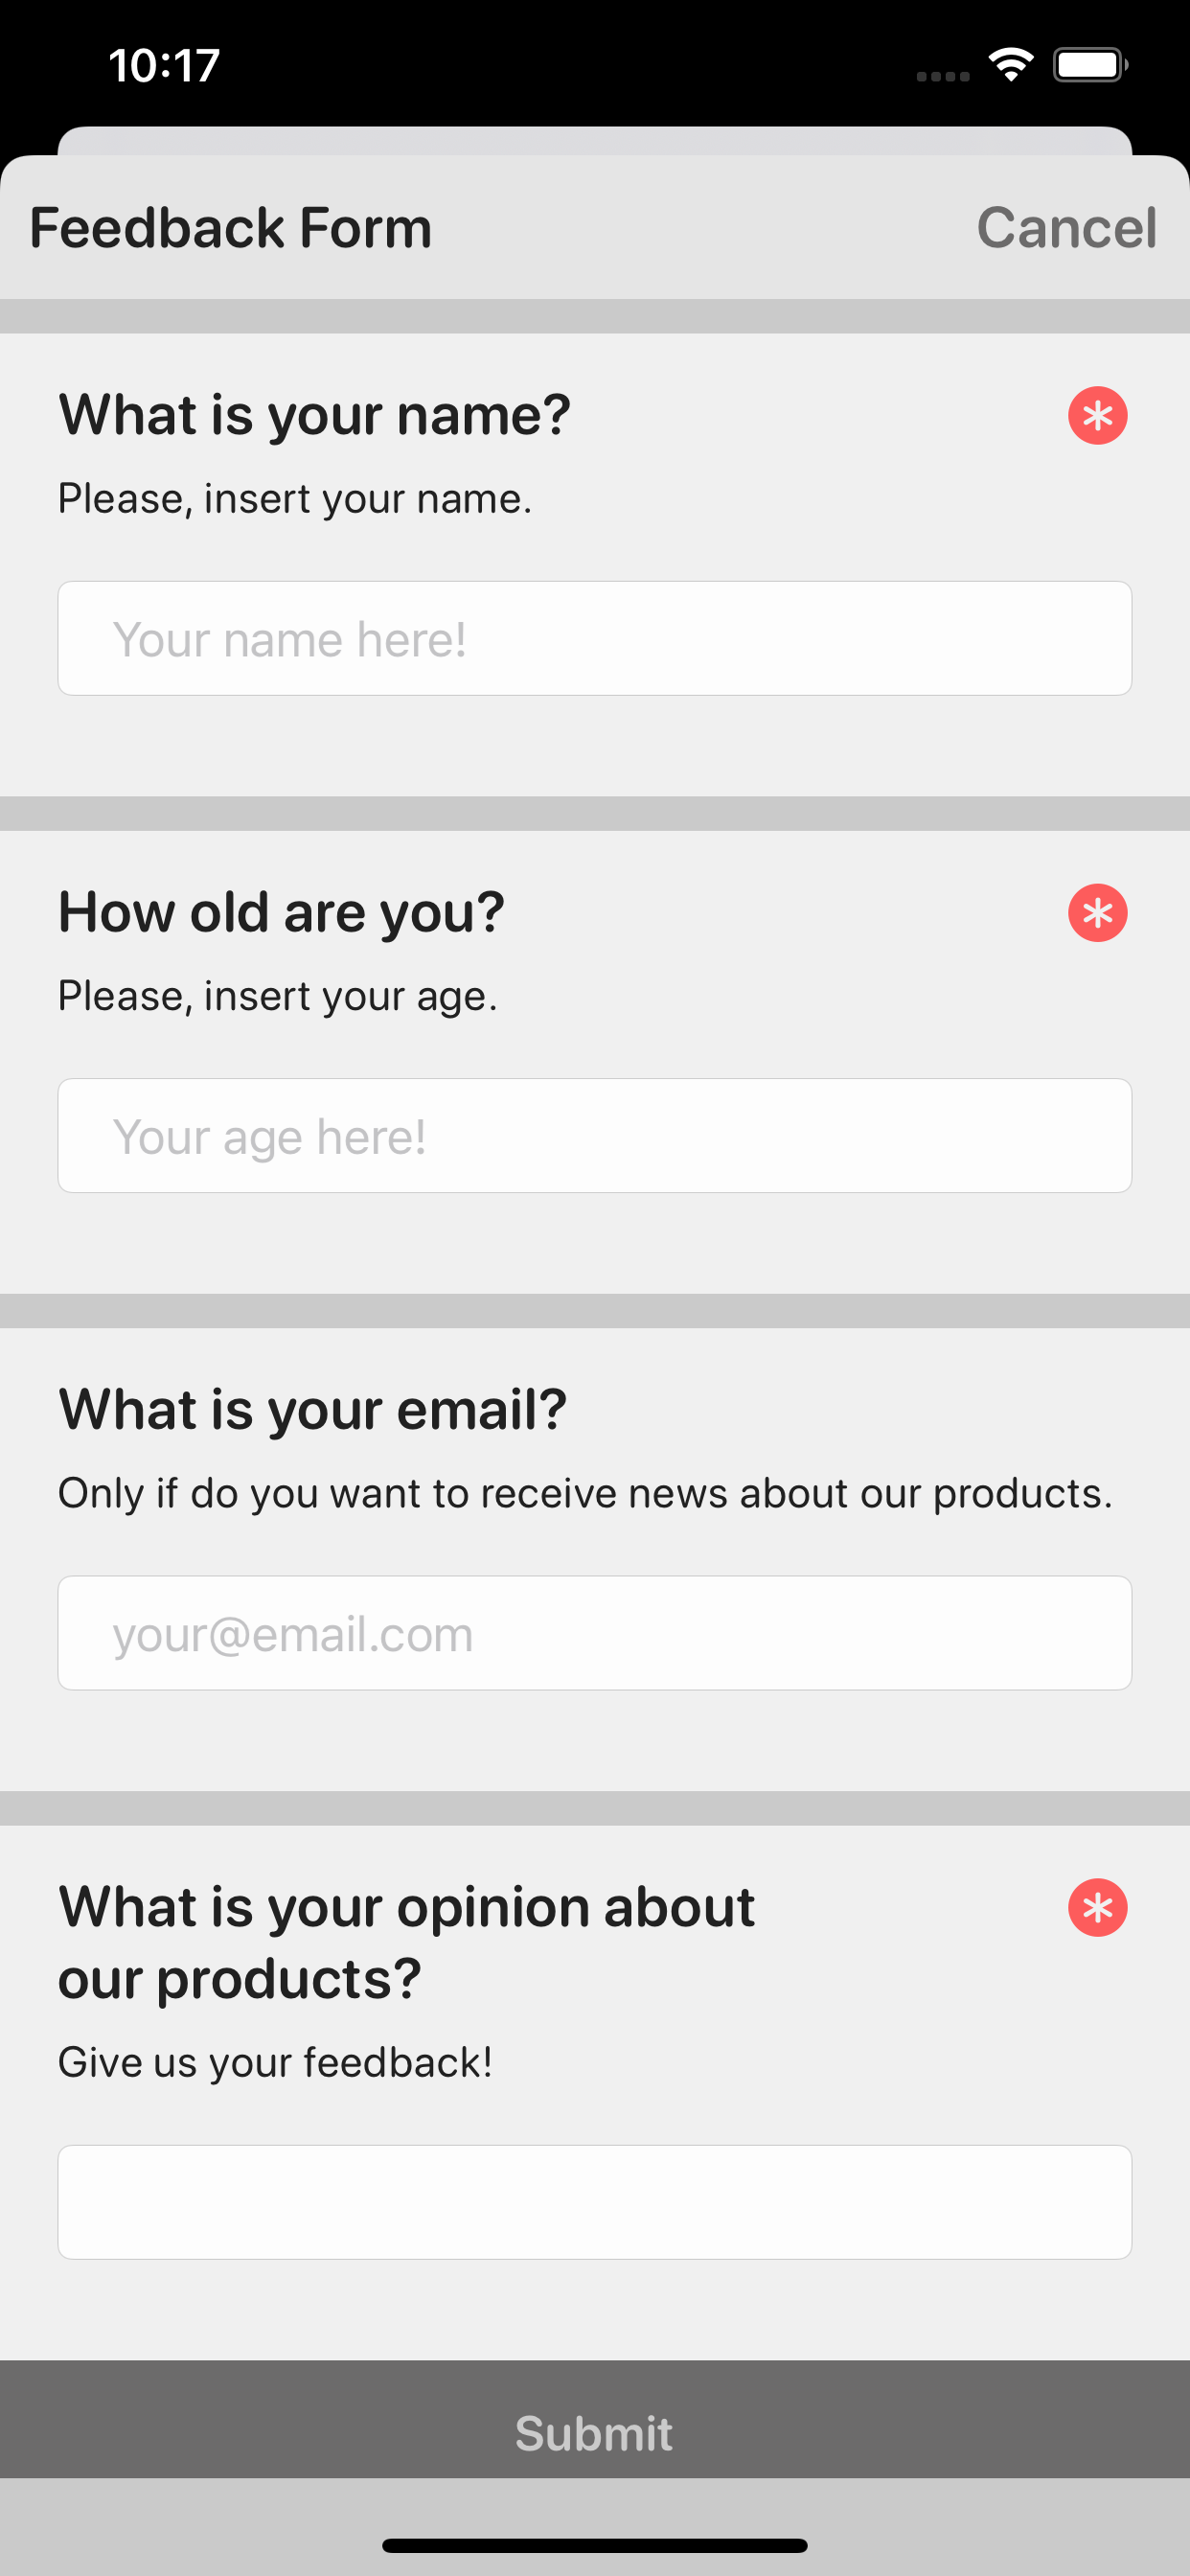 10:17
Feedback Form Cancel
What is your name?
Please, insert your name.
Your name here!
How old are you?
Please, insert your age.
Your age here!
What is your email?
Only if do you want to receive news about our products.
your@email.com
What is your opinion about
our products?
Give us your feedback!
Submit